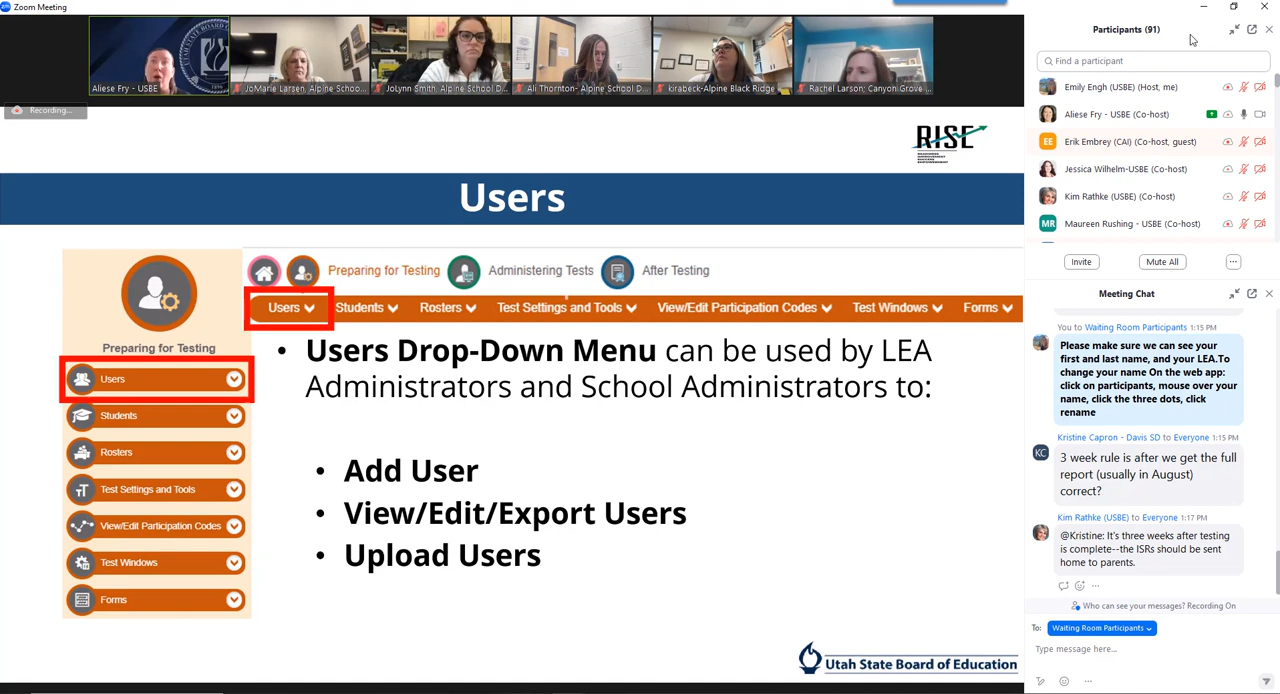 Zoom Meeting
Aliese Fry - USBE
JoMarie Larsen, Alpine Schoo...
JoLynn Smith, Alpine School D...
Ali Thornton- Alpine School D...
kirabeck-Alpine Black Ridge
Rachel Larson; Canyon Grove ...
Recording...
RISE
Users
Preparing for Testing
Administering Tests
After Testing
Users
Students
Rosters
Test Settings and Tools
View/Edit Participation Codes
Test Windows
Forms
Preparing for Testing
Users
Students
Rosters
Test Settings and Tools
View/Edit Participation Codes
Test Windows
Forms
• Users Drop-Down Menu can be used by LEA
Administrators and School Administrators to:
• Add User
• View/Edit/Export Users
• Upload Users
Utah State Board of Education
Participants (91)
Find a participant
Emily Engh (USBE) (Host, me)
Aliese Fry - USBE (Co-host)
EE
Erik Embrey (CAI) (Co-host, guest)
Jessica Wilhelm-USBE (Co-host)
Kim Rathke (USBE) (Co-host)
MR
Maureen Rushing - USBE (Co-host)
Invite
Mute All
...
Meeting Chat
You to Waiting Room Participants 1:15 PM
Please make sure we can see your
first and last name, and your LEA.To
change your name On the web app:
click on participants, mouse over your
name, click the three dots, click
rename
Kristine Capron - Davis SD to Everyone 1:15 PM
KC
3 week rule is after we get the full
report (usually in August)
correct?
Kim Rathke (USBE) to Everyone 1:17 PM
@Kristine: It's three weeks after testing
is complete--the ISRs should be sent
home to parents.
Who can see your messages? Recording On
To:
Waiting Room Participants
Type message here...